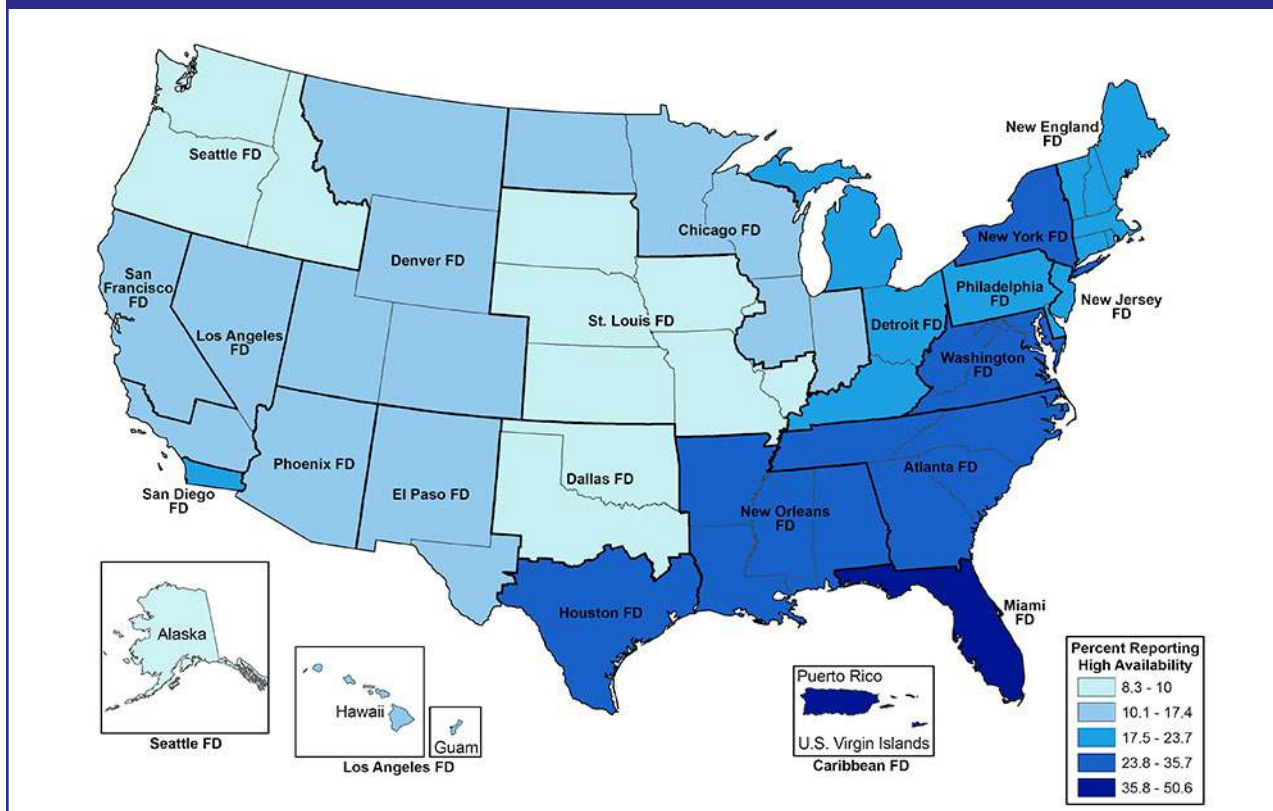 New England
FD
Seattle FD
New York FD
Chicago FD
Denver FD
San
Francisco
FD
Philadelphia
FD
New Jersey
FD
Los Angeles
FD
St. Louis FD
Detroit FD
Washington
FD
Phoenix FD
Dallas FD
Atlanta FD
San Diego
FD
El Paso FD
New Orleans
FD
Houston FD
Miami
FD
Alaska
Seattle FD
Hawaii
Guam
Los Angeles FD
Puerto Rico
U.S. Virgin Islands
Caribbean FD
Percent Reporting
High Availability
8.3 - 10
10.1 - 17.4
17.5 - 23.7
23.8 - 35.7
35.8 - 50.6